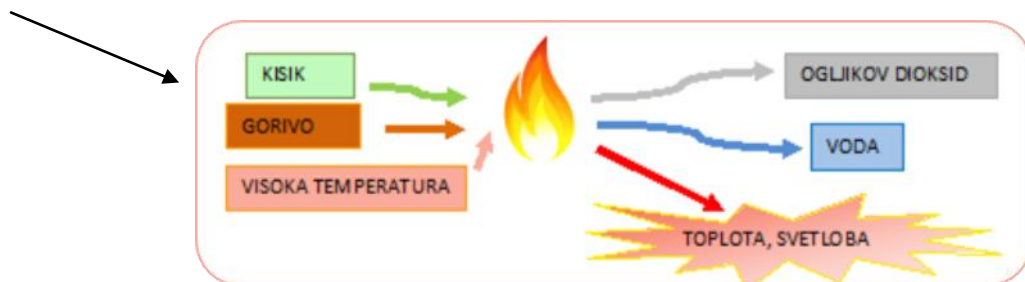 KISIK
GORIVO
VISOKA TEMPERATURA
OGLJIKOV DIOKSID
VODA
TOPLOTA, SVETLOBA